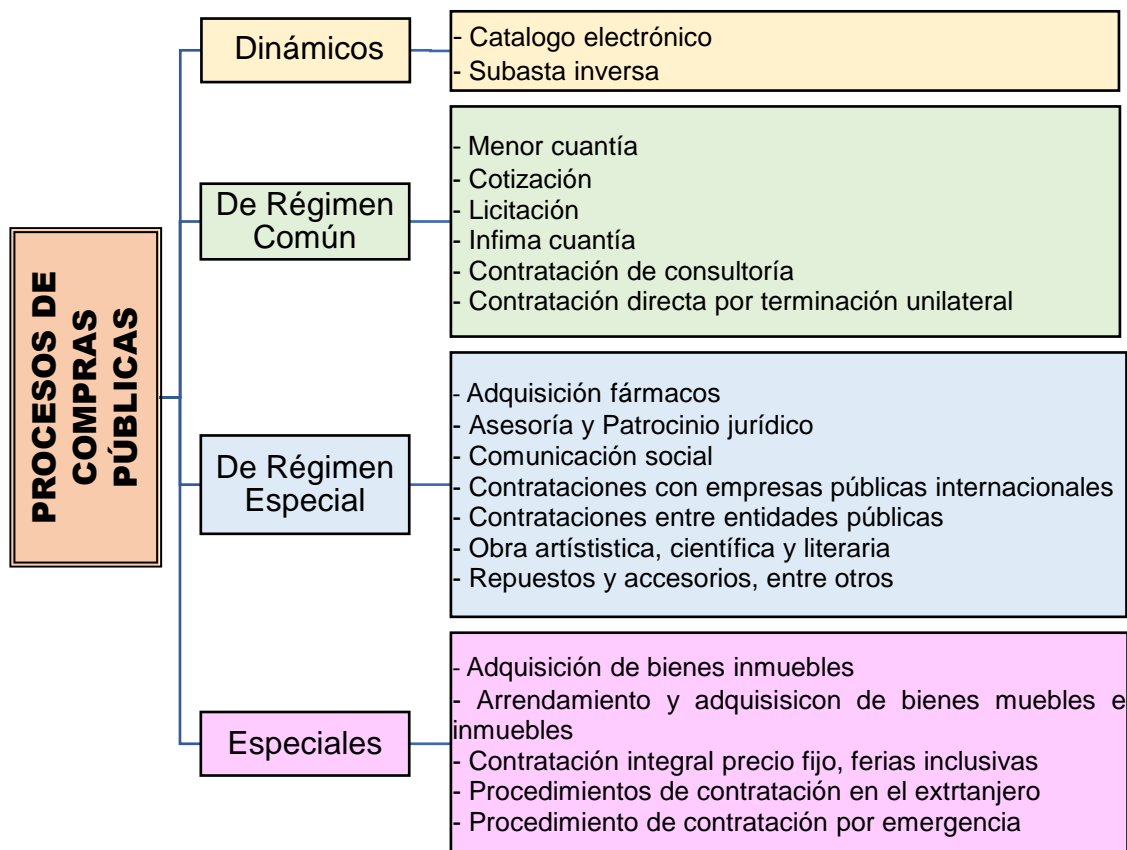 PROCESOS DE
COMPRAS
PÚBLICAS
Dinámicos
- Catalogo electrónico
- Subasta inversa
De Régimen
Común
- Menor cuantía
- Cotización
- Licitación
- Infima cuantía
- Contratación de consultoría
- Contratación directa por terminación unilateral
De Régimen
Especial
- Adquisición fármacos
- Asesoría y Patrocinio jurídico
- Comunicación social
- Contrataciones con empresas públicas internacionales
- Contrataciones entre entidades públicas
- Obra artístistica, científica y literaria
- Repuestos y accesorios, entre otros
Especiales
- Adquisición de bienes inmuebles
- Arrendamiento y adquisisicon de bienes muebles e
inmuebles
- Contratación integral precio fijo, ferias inclusivas
- Procedimientos de contratación en el extrtanjero
- Procedimiento de contratación por emergencia